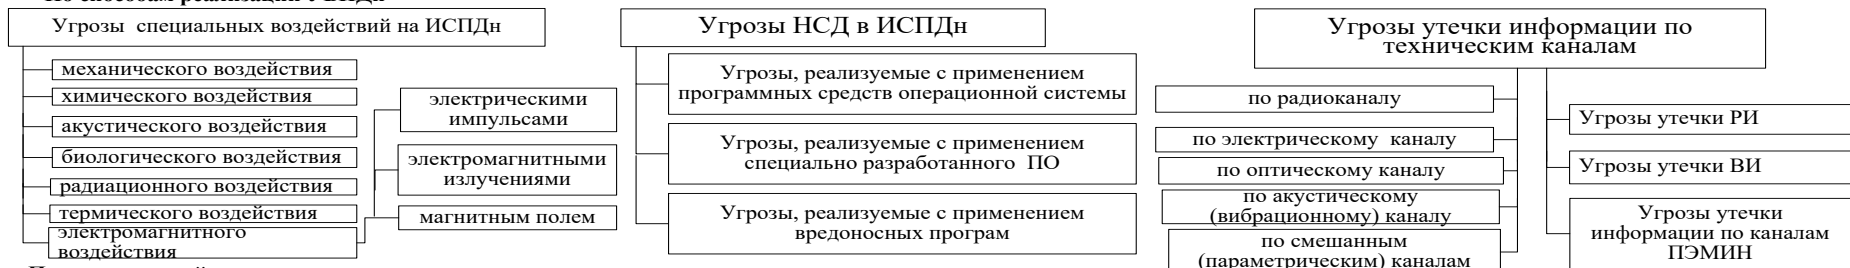 Угрозы специальных воздействий на ИСПДн
механического воздействия
химического воздействия
акустического воздействия
биологического воздействия
радиационного воздействия
термического воздействия
электромагнитного
воздействия
электрическими
импульсами
электромагнитными
излучениями
магнитным полем
Угрозы НСД в ИСПДн
Угрозы, реализуемые с применением
программных средств операционной системы
Угрозы, реализуемые с применением
специально разработанного ПО
Угрозы, реализуемые с применением
вредоносных програм
Угрозы утечки информации по
техническим каналам
по радиоканалу
по электрическому каналу
по оптическому каналу
по акустическому
(вибрационному) каналу
по смешанным
(параметрическим) каналам
Угрозы утечки РИ
Угрозы утечки ВИ
Угрозы утечки
информации по каналам
ПЭМИН